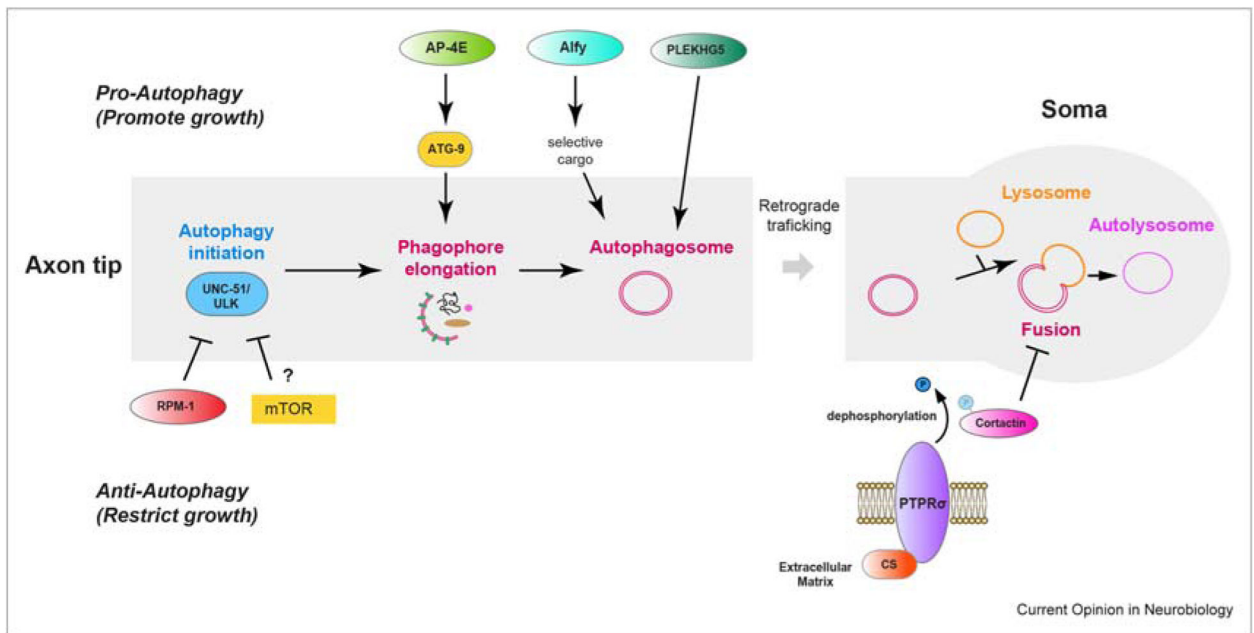 AP-4E
Alfy
PLEKHG5
Pro-Autophagy
(Promote growth)
ATG-9
selective
cargo
Soma
Axon tip
Autophagy
initiation
UNC-51/
ULK
Phagophore
elongation
Autophagosome
Retrograde
traficking
Lysosome
Autolysosome
Fusion
RPM-1
?
mTOR
P
dephosphorylation
P
Cortactin
Anti-Autophagy
(Restrict growth)
PTPRσ
CS
Extracellular
Matrix
Current Opinion in Neurobiology